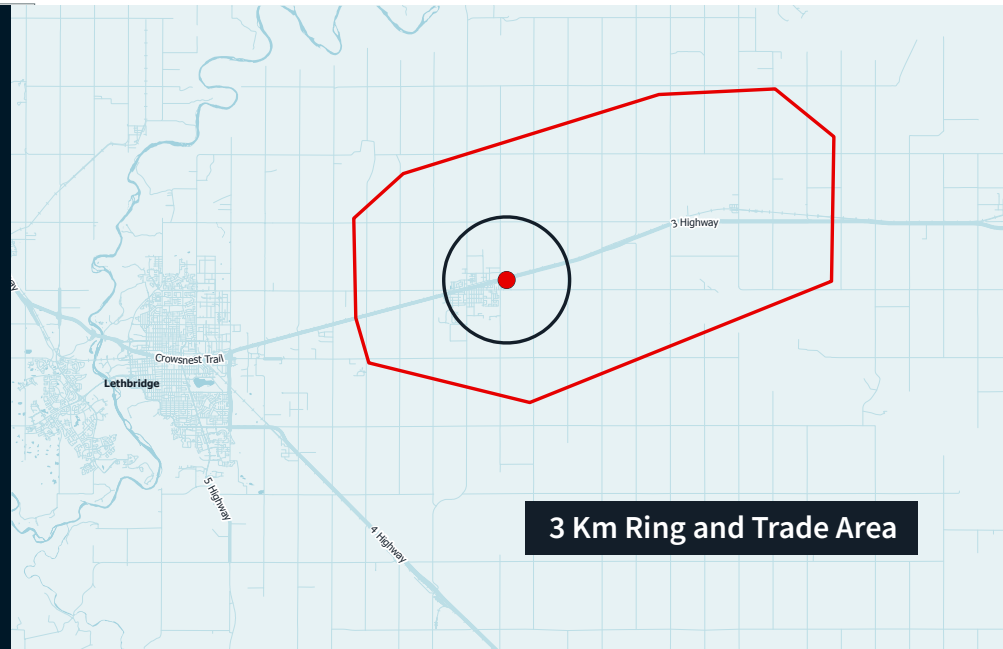 3 Highway
Crowsnest Trail
Lethbridge
5 Highway
4 Highway
3 Km Ring and Trade Area